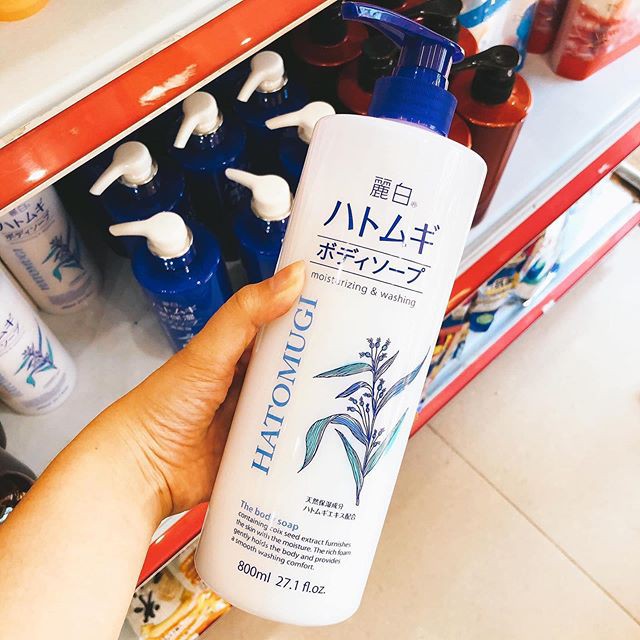 麗白®
ハトムギ
ボディソープ
moisturizing & washing
HATOMUGI
天然保湿成分
ハトムギエキス配合
The body soap
containing coix seed extract furnishes
the skin with the moisture. The rich foam
gently holds the body and provides
a smooth washing comfort.
800ml 27.1 fl.oz.